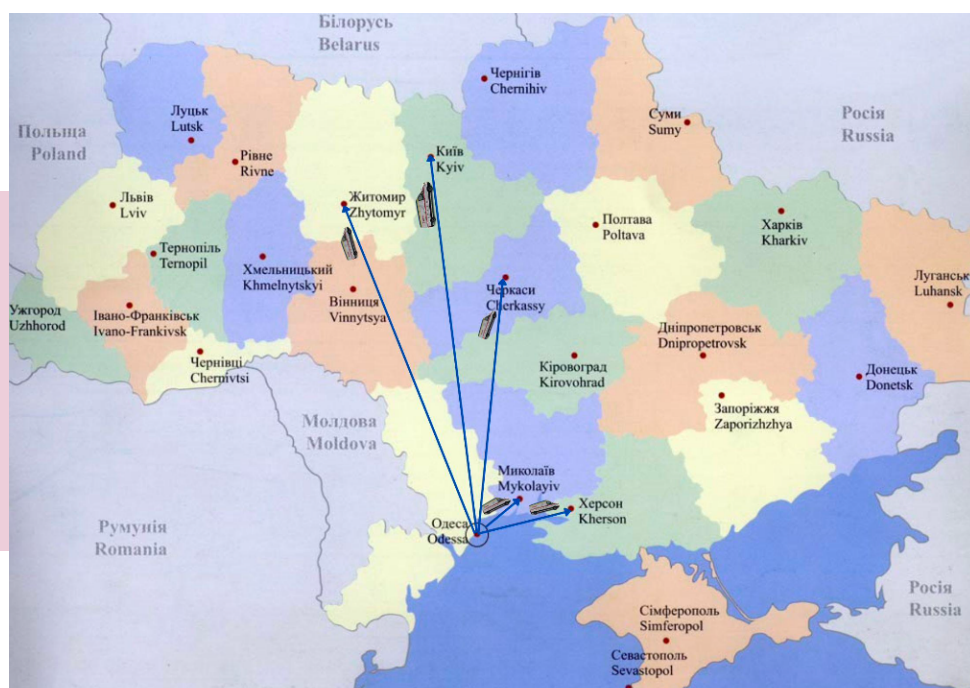 Білорусь
Belarus
Чернігів
Chernihiv
Луцьк
Lutsk
Суми
Sumy
Росія
Russia
Польща
Poland
Рівне
Rivne
Київ
Kyiv
Львів
Lviv
Житомир
Zhytomyr
Полтава
Poltava
Харків
Kharkiv
Тернопіль
Ternopil
Хмельницький
Khmelnytskyi
Черкаси
Cherkassy
Луганськ
Luhansk
Вінниця
Vinnytsya
Ужгород
Uzhhorod
Івано-Франківськ
Ivano-Frankivsk
Дніпропетровськ
Dnipropetrovsk
Чернівці
Chernivtsi
Кіровоград
Kirovohrad
Донецьк
Donetsk
Запоріжжя
Zaporizhzhya
Молдова
Moldova
Миколаїв
Mykolayiv
Херсон
Kherson
Одеса
Odessa
Румунія
Romania
Росія
Russia
Сімферополь
Simferopol
Севастополь
Sevastopol